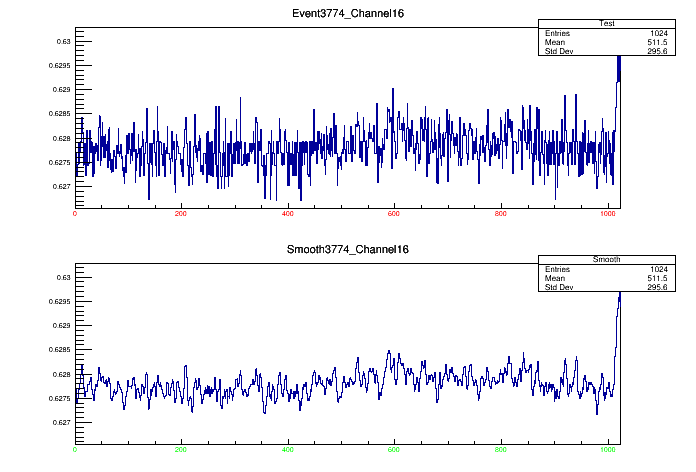 Event3774_Channel16
Test
Entries 1024
Mean 511.5
Std Dev 295.6
0.63
0.6295
0.629
0.6285
0.628
0.6275
0.627
0 200 400 600 800 1000
Smooth3774_Channel16
Smooth
Entries 1024
Mean 511.5
Std Dev 295.6
0.63
0.6295
0.629
0.6285
0.628
0.6275
0.627
0 200 400 600 800 1000